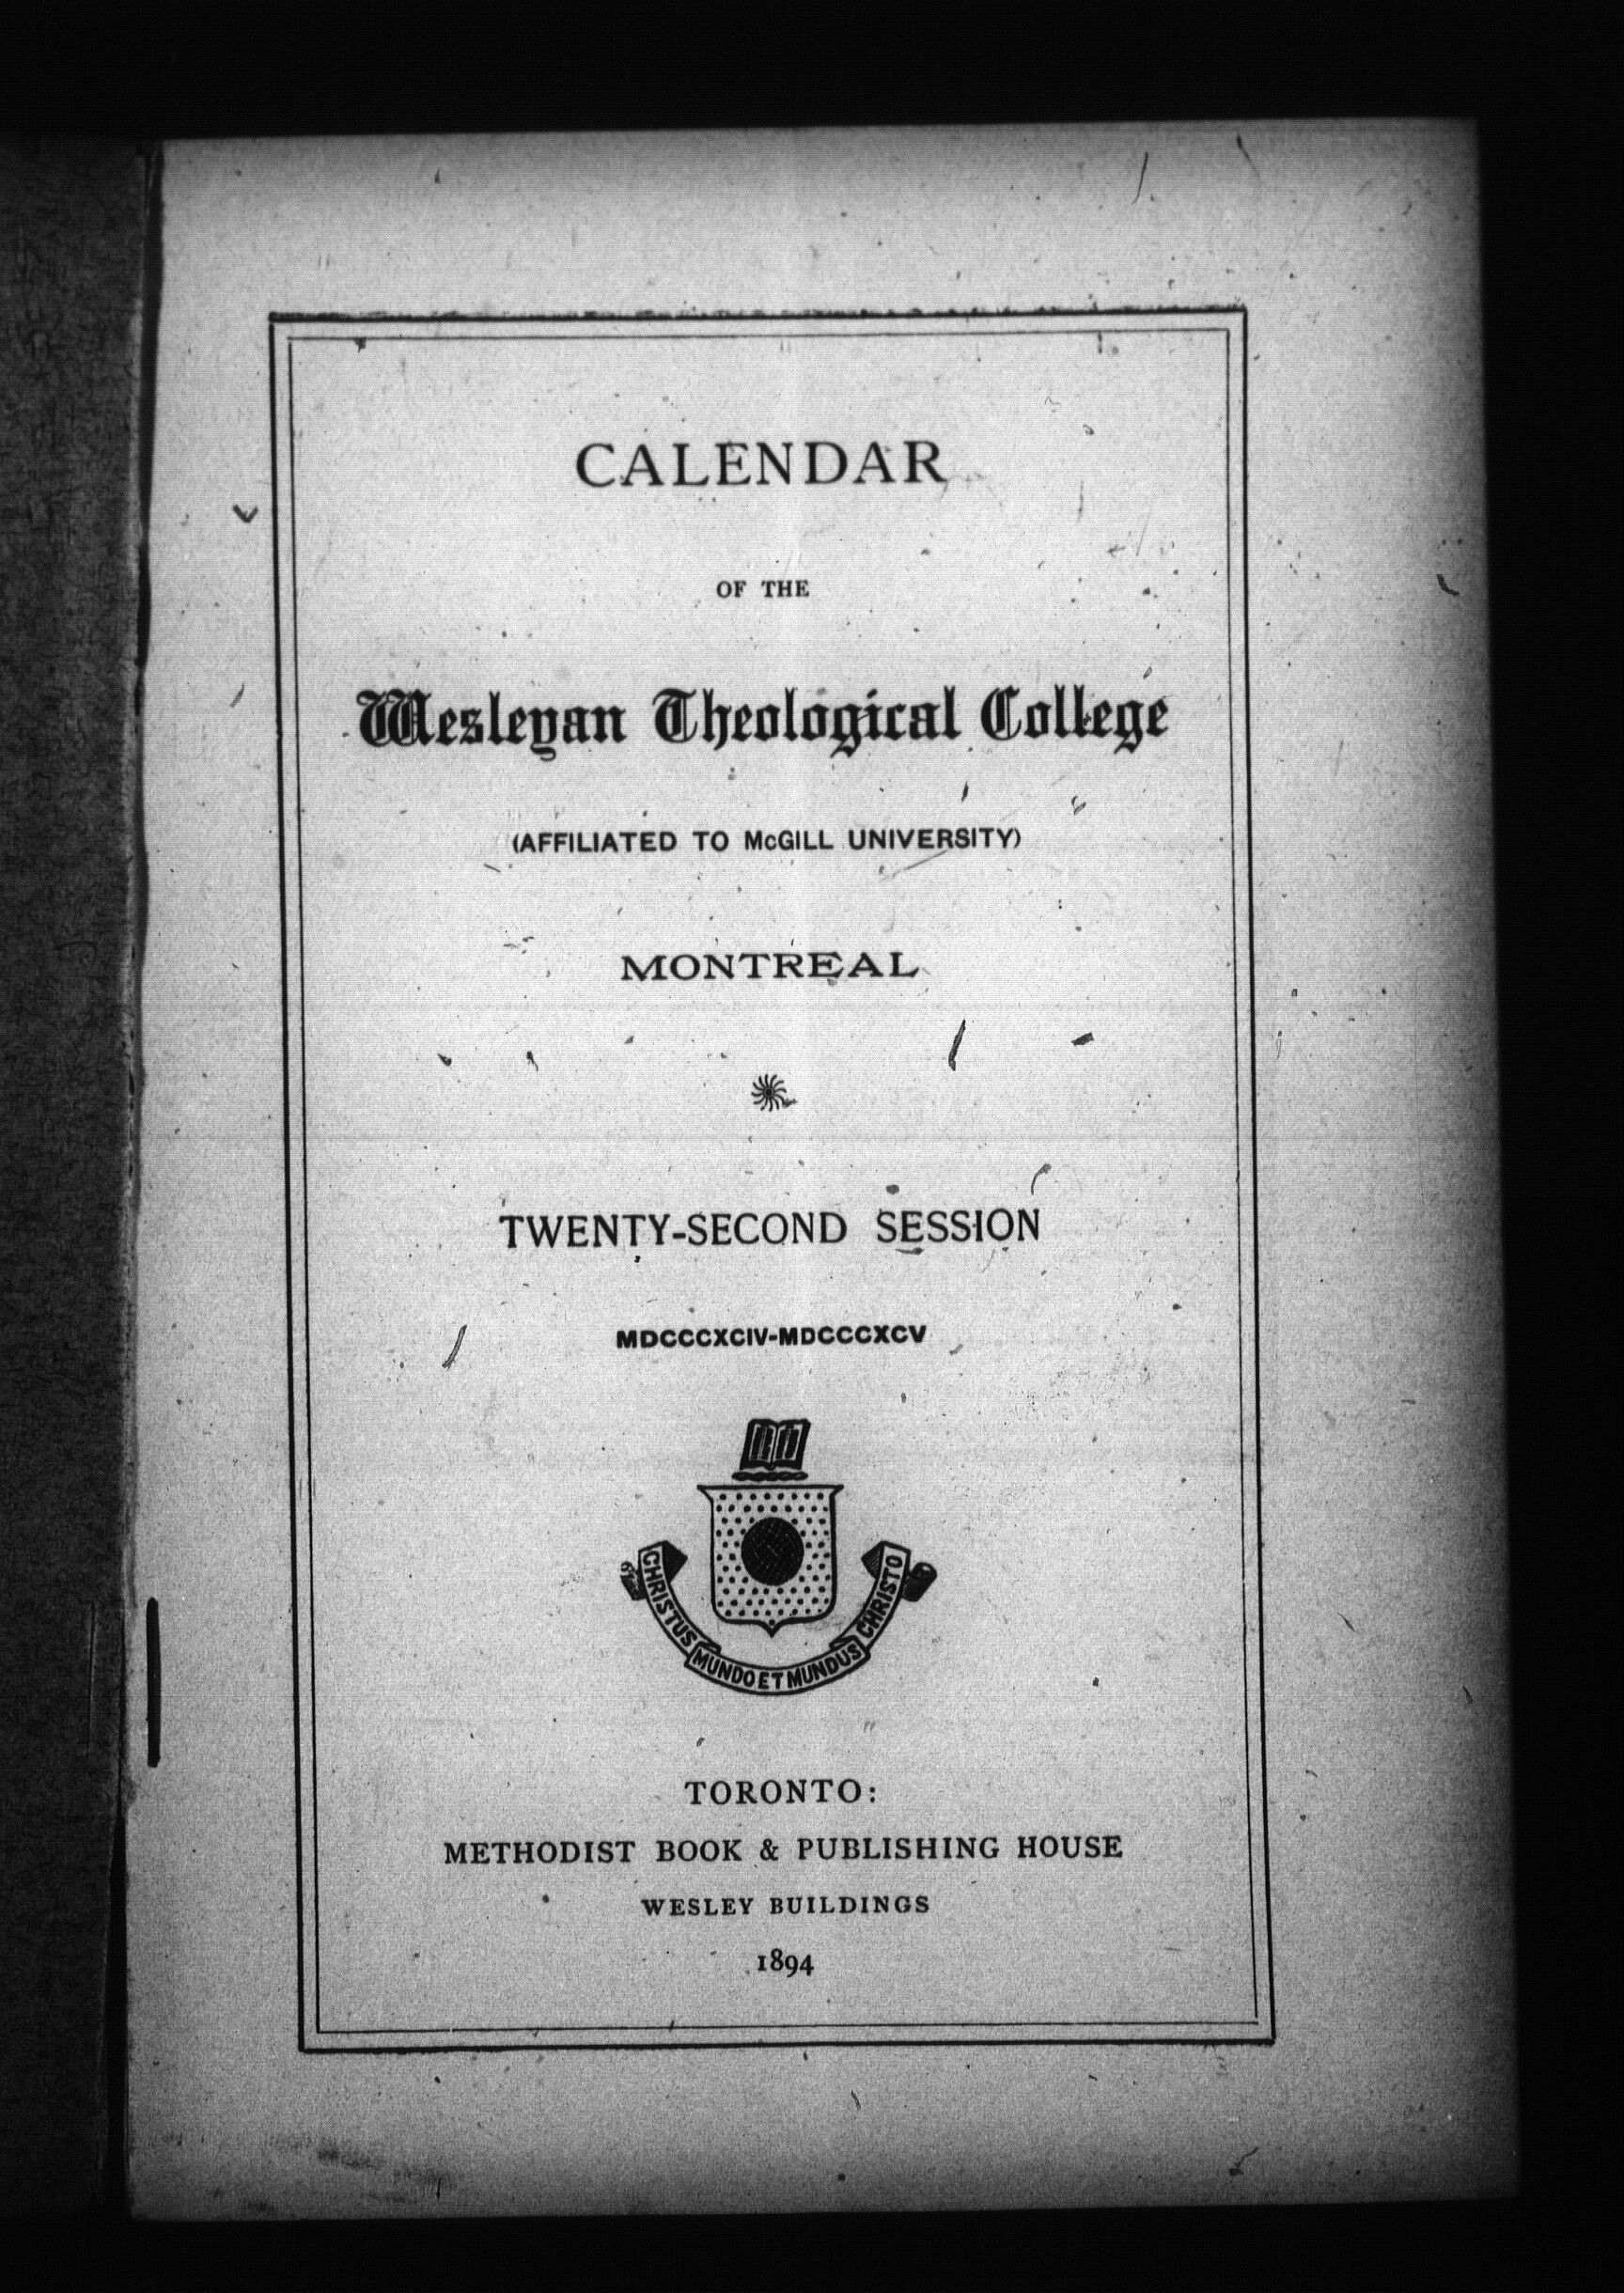 CALENDAR
OF THE
Wesleyan Theological College
(AFFILIATED TO McGILL UNIVERSITY)
MONTREAL
TWENTY-SECOND SESSION
MDCCCXCIV-MDCCCXCV
CHRISTUS MUNDO ET MUNDUS CHRISTO
TORONTO:
METHODIST BOOK & PUBLISHING HOUSE
WESLEY BUILDINGS
1894